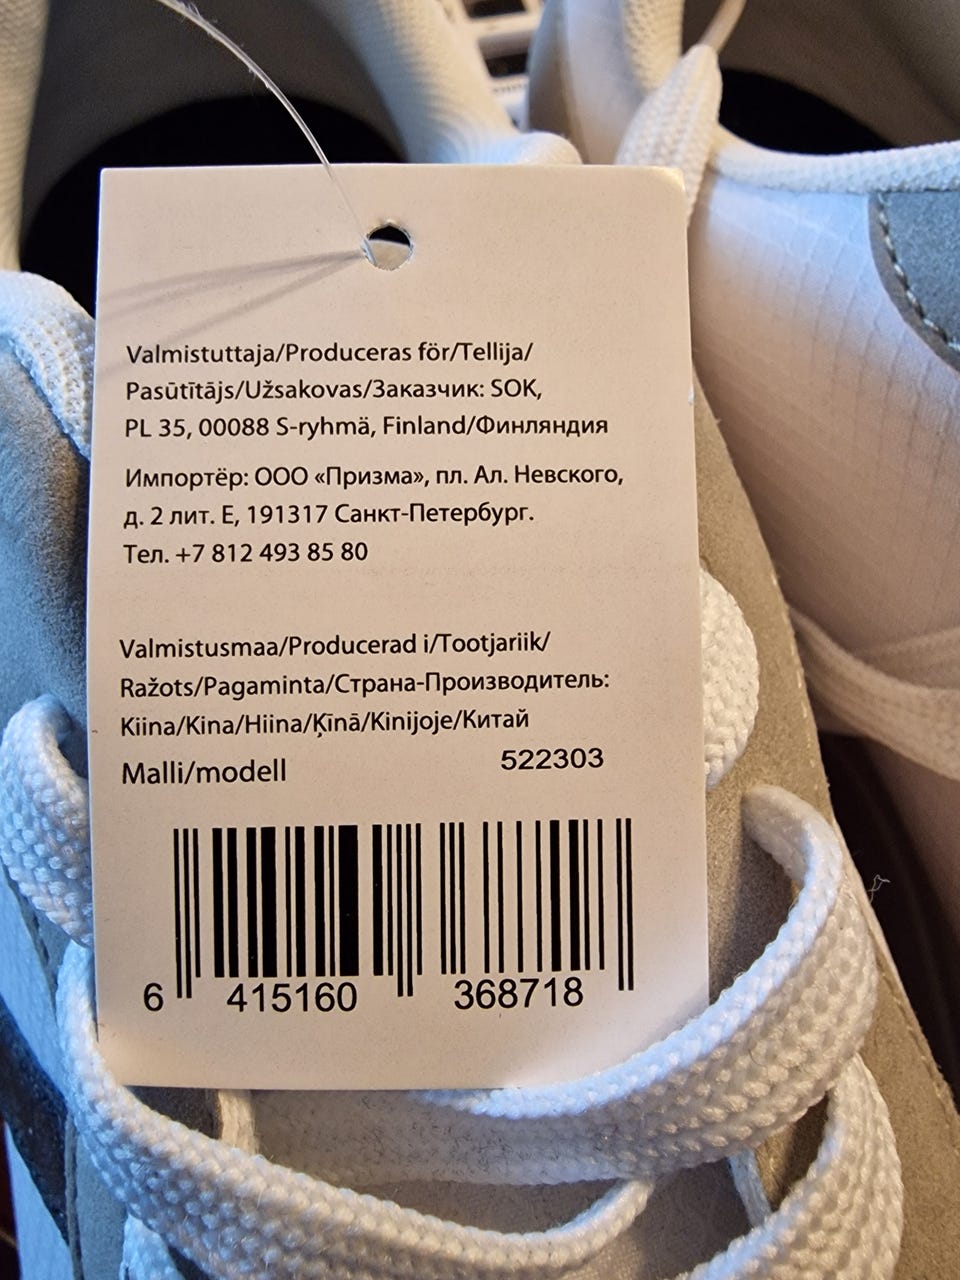 Valmistuttaja/Produceras för/Tellija/
Pasūtītājs/Užsakovas/Заказчик: SOK,
PL 35, 00088 S-ryhmä, Finland/Финляндия
Импортёр: ООО «Призма», пл. Ал. Невского,
д. 2 лит. Е, 191317 Санкт-Петербург.
Тел. +7 812 493 85 80
Valmistusmaa/Producerad i/Tootjariik/
Ražots/Pagaminta/Страна-Производитель:
Kiina/Kina/Hiina/Ķīnā/Kinijoje/Китай
Malli/modell 522303
6 415160 368718